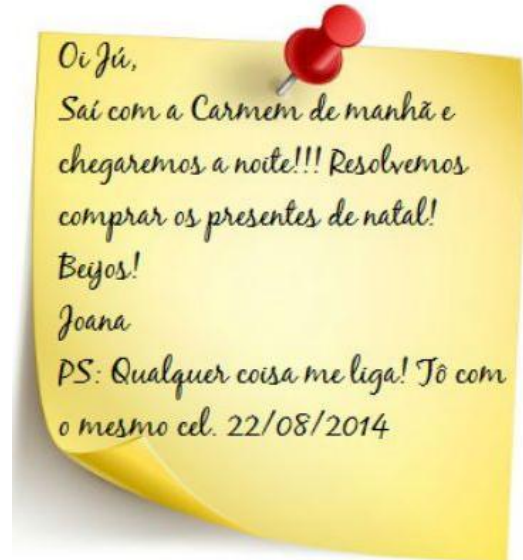 Oi Jú,
Saí com a Carmem de manhã e
chegaremos a noite!!! Resolvemos
comprar os presentes de natal!
Beijos!
Joana
PS: Qualquer coisa me liga! Tô com
o mesmo cel. 22/08/2014